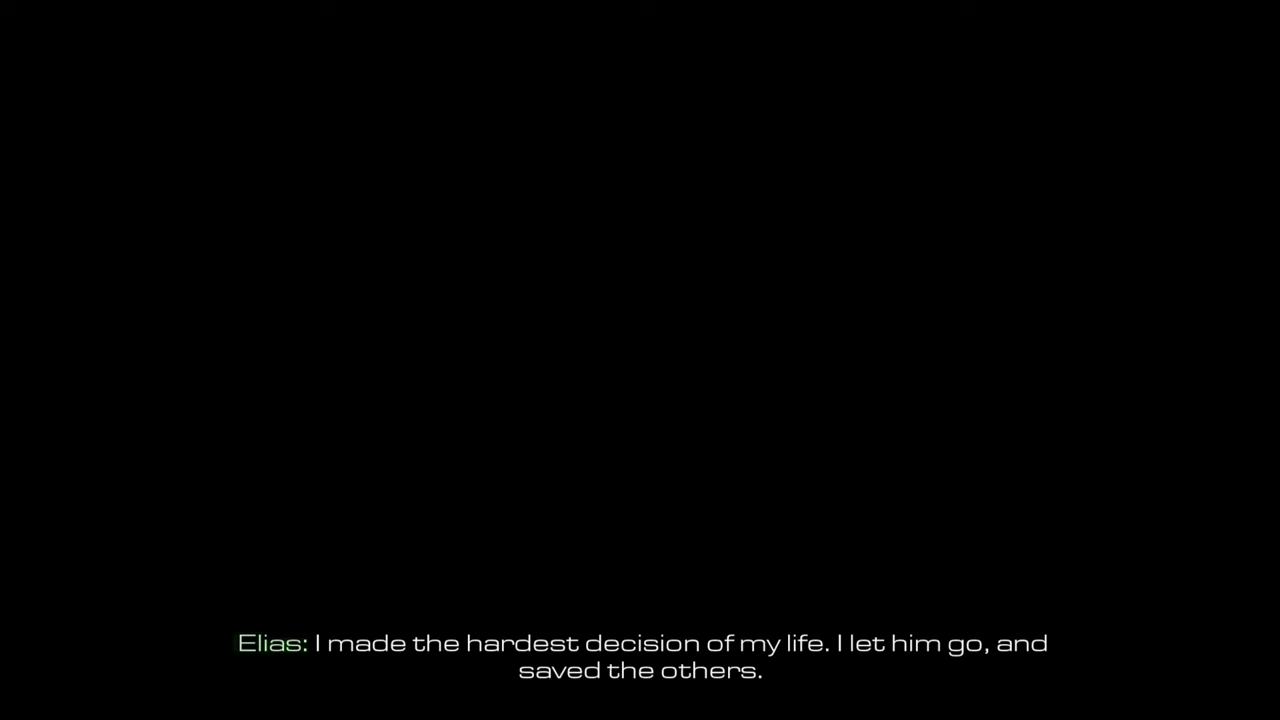 Elias: I made the hardest decision of my life. I let him go, and
saved the others.